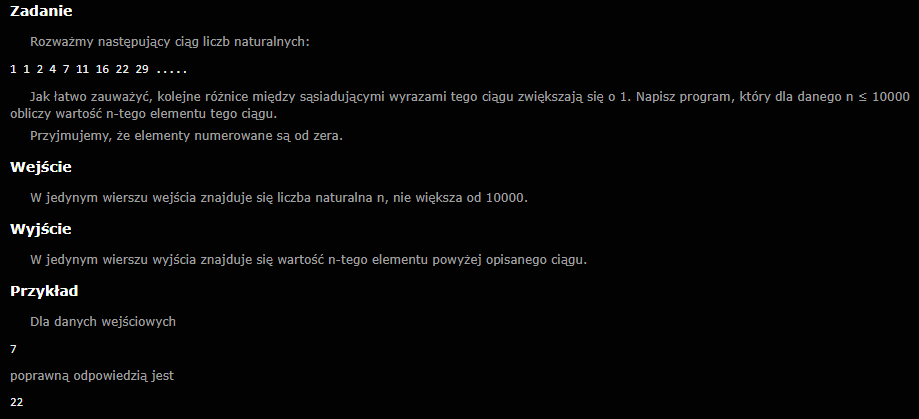 Zadanie
Rozważmy następujący ciąg liczb naturalnych:
1 1 2 4 7 11 16 22 29 .....
Jak łatwo zauważyć, kolejne różnice między sąsiadującymi wyrazami tego ciągu zwiększają się o 1. Napisz program, który dla danego n ≤ 10000
obliczy wartość n-tego elementu tego ciągu.
Przyjmujemy, że elementy numerowane są od zera.
Wejście
W jedynym wierszu wejścia znajduje się liczba naturalna n, nie większa od 10000.
Wyjście
W jedynym wierszu wyjścia znajduje się wartość n-tego elementu powyżej opisanego ciągu.
Przykład
Dla danych wejściowych
7
poprawną odpowiedzią jest
22